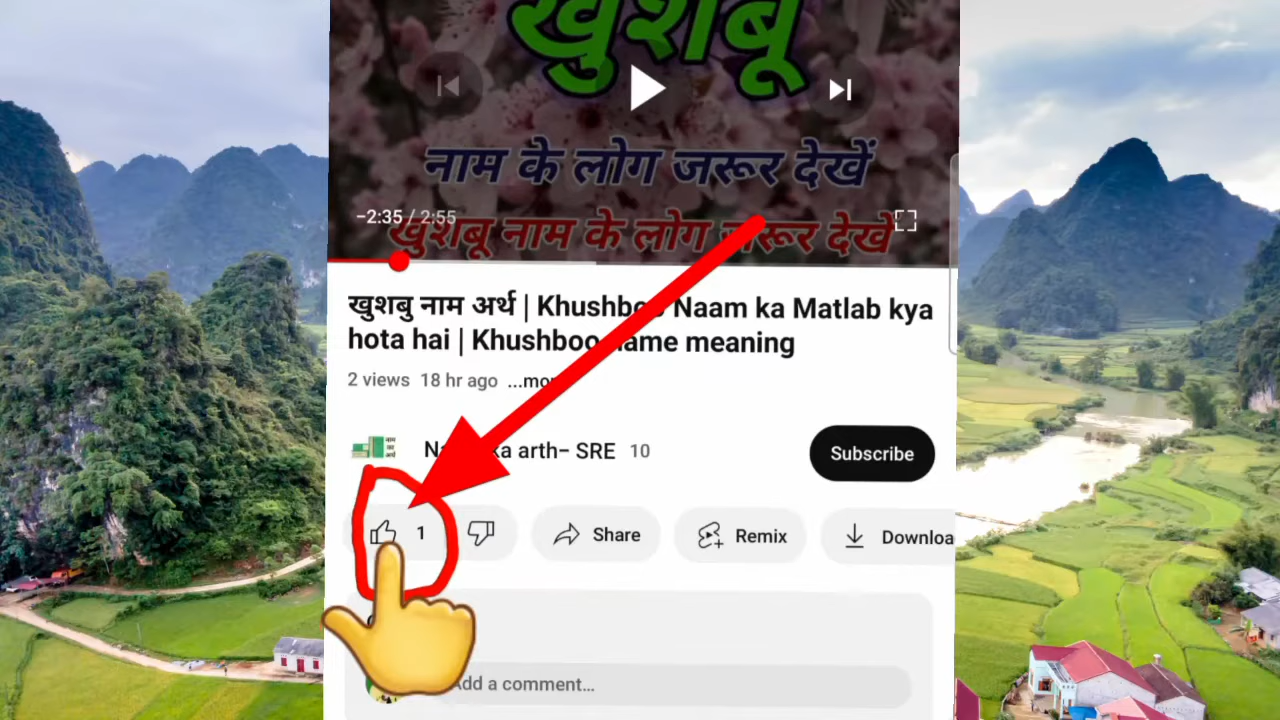 खुशबू
नाम के लोग जरूर देखें
-2:35 / 2:55
खुशबू नाम के लोग जरूर देखें
खुशबु नाम अर्थ | Khushboo Naam ka Matlab kya
hota hai | Khushboo name meaning
2 views 18 hr ago ...more
ka arth- SRE 10
Subscribe
1
Share
Remix
Downloa
Add a comment...